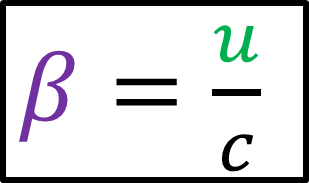 β = u/c